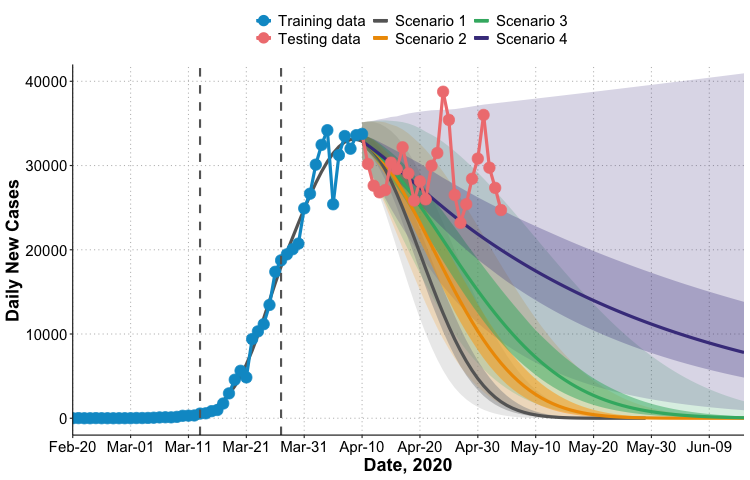 Training data Scenario 1 Scenario 3
Testing data Scenario 2 Scenario 4
Daily New Cases
40000
30000
20000
10000
0
Feb-20 Mar-01 Mar-11 Mar-21 Mar-31 Apr-10 Apr-20 Apr-30 May-10 May-20 May-30 Jun-09
Date, 2020